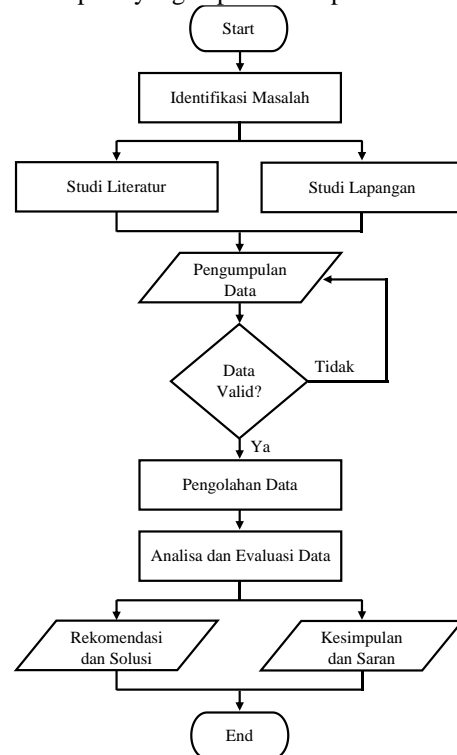 Start
Identifikasi Masalah
Studi Literatur
Studi Lapangan
Pengumpulan
Data
Data
Valid?
Tidak
Ya
Pengolahan Data
Analisa dan Evaluasi Data
Rekomendasi
dan Solusi
Kesimpulan
dan Saran
End